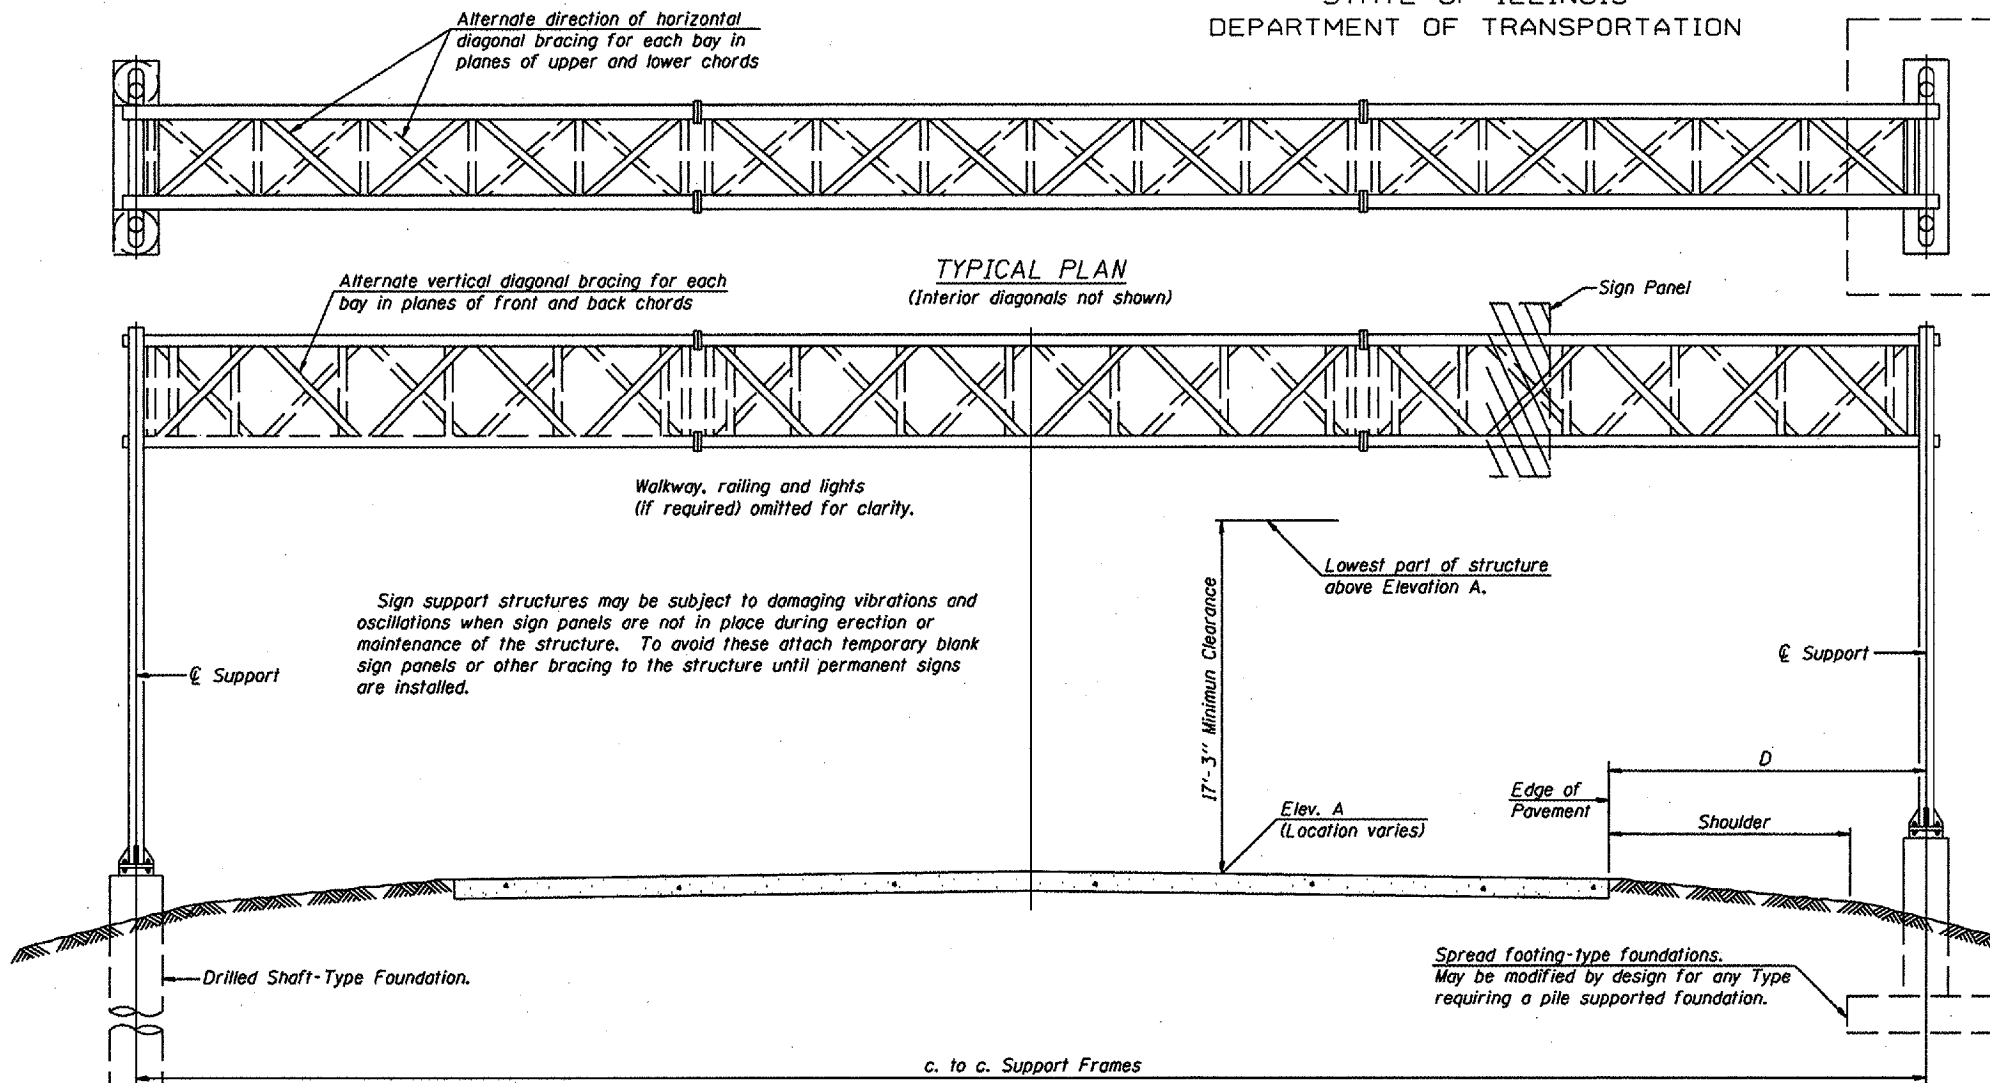 STATE OF ILLINOIS
DEPARTMENT OF TRANSPORTATION
Alternate direction of horizontal
diagonal bracing for each bay in
planes of upper and lower chords
TYPICAL PLAN
(Interior diagonals not shown)
Alternate vertical diagonal bracing for each
bay in planes of front and back chords
Sign Panel
Walkway, railing and lights
(if required) omitted for clarity.
Lowest part of structure
above Elevation A.
Sign support structures may be subject to damaging vibrations and
oscillations when sign panels are not in place during erection or
maintenance of the structure. To avoid these attach temporary blank
sign panels or other bracing to the structure until permanent signs
are installed.
17'-3" Minimun Clearance
℄ Support
℄ Support
D
Edge of
Pavement
Shoulder
Elev. A
(Location varies)
Drilled Shaft-Type Foundation.
Spread footing-type foundations.
May be modified by design for any Type
requiring a pile supported foundation.
c. to c. Support Frames